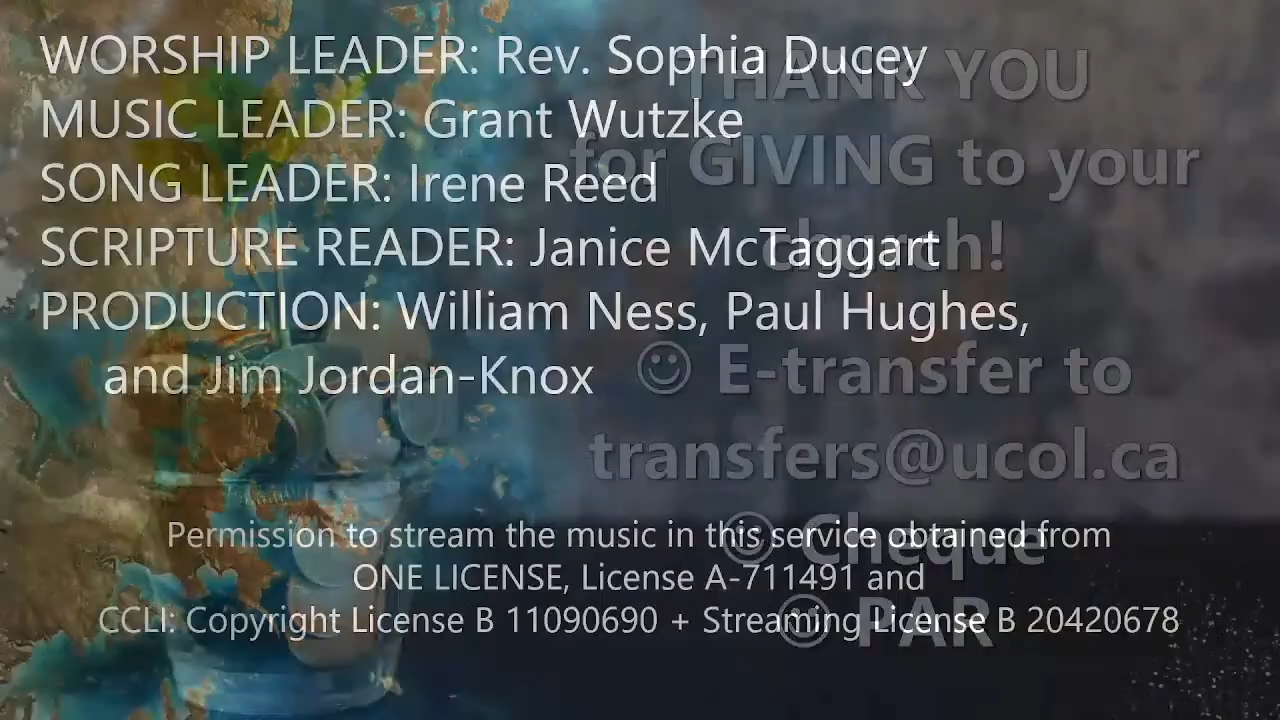 WORSHIP LEADER: Rev. Sophia Ducey
MUSIC LEADER: Grant Wutzke
SONG LEADER: Irene Reed
SCRIPTURE READER: Janice McTaggart
PRODUCTION: William Ness, Paul Hughes,
and Jim Jordan-Knox
Permission to stream the music in this service obtained from
ONE LICENSE, License A-711491 and
CCLI: Copyright License B 11090690 + Streaming License B 20420678
THANK YOU
for GIVING to your
church!
☺ E-transfer to
transfers@ucol.ca
☺ Cheque
☺ PAR